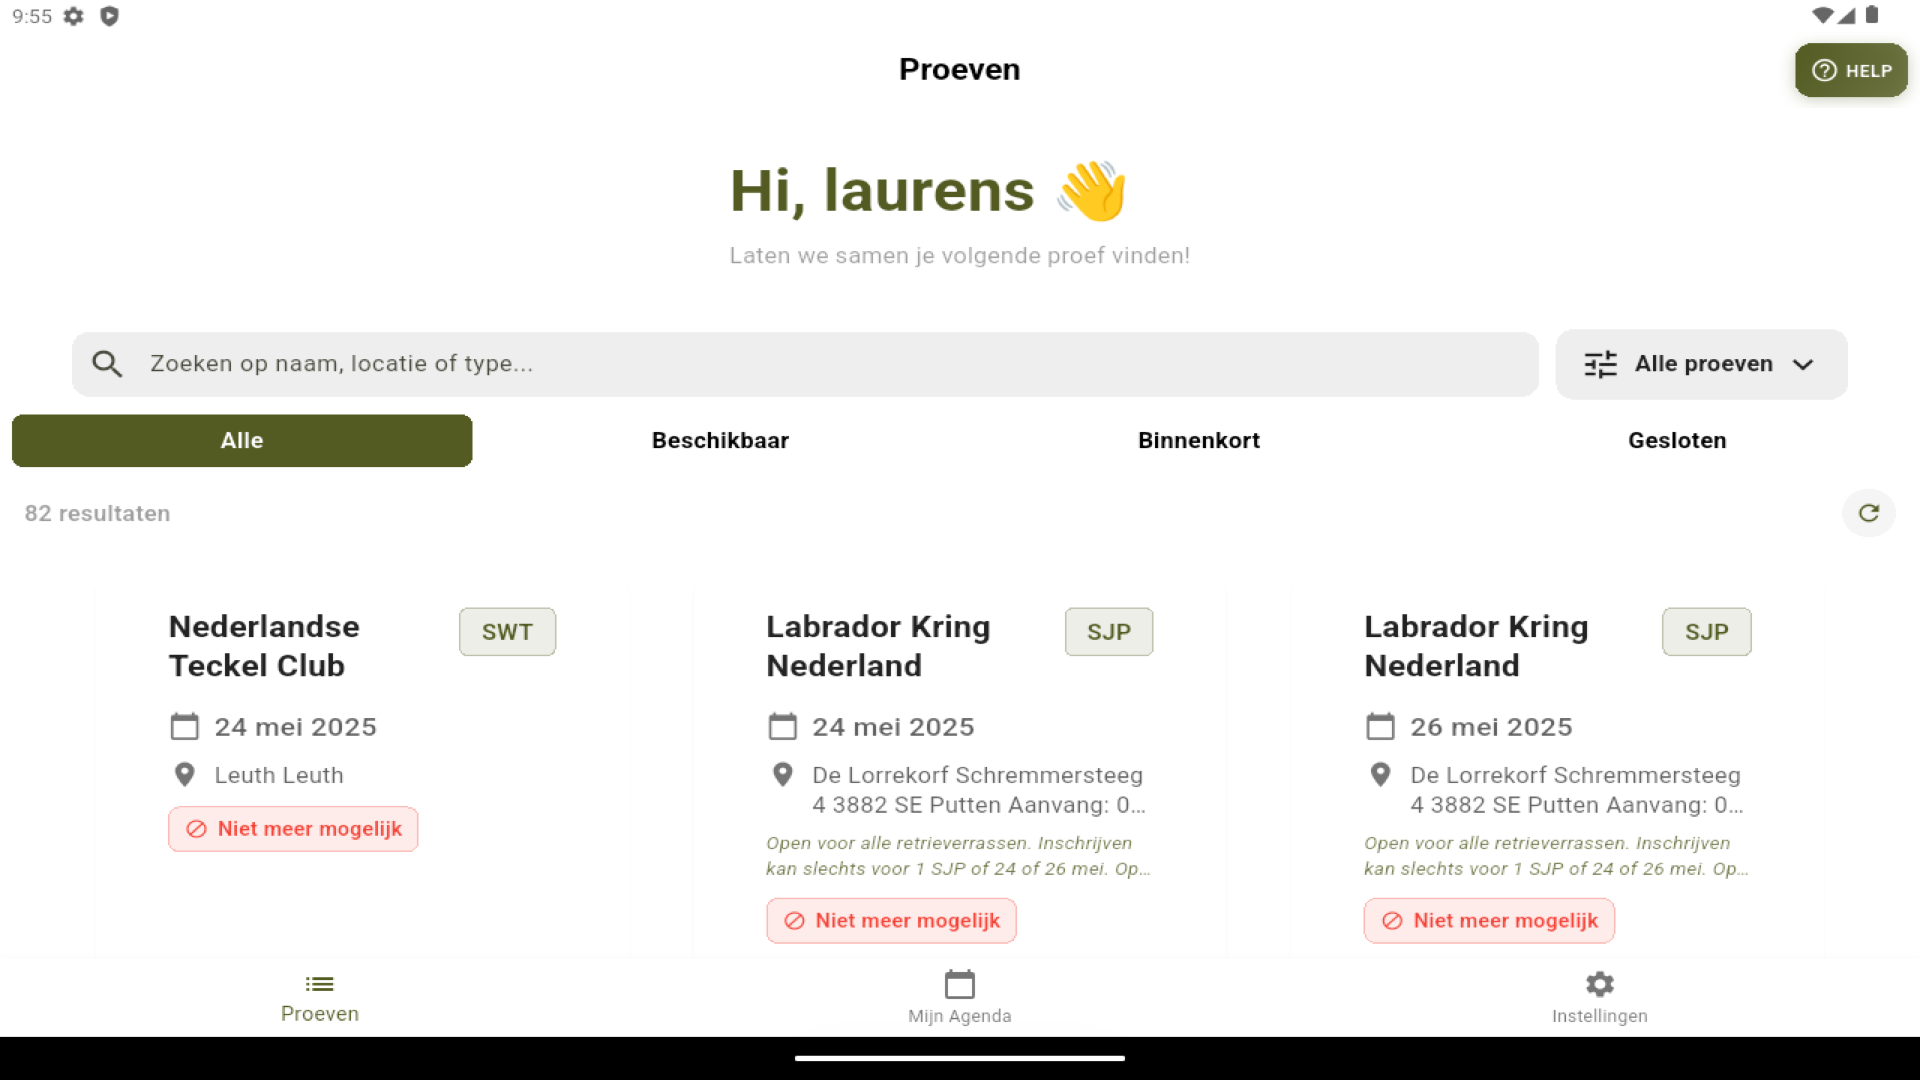 9:55
Proeven
HELP
Hi, laurens 👋
Laten we samen je volgende proef vinden!
Zoeken op naam, locatie of type...
Alle proeven
Alle
Beschikbaar
Binnenkort
Gesloten
82 resultaten
Nederlandse
Teckel Club
SWT
24 mei 2025
Leuth Leuth
Niet meer mogelijk
Labrador Kring
Nederland
SJP
24 mei 2025
De Lorrekorf Schremmersteeg
4 3882 SE Putten Aanvang: 0...
Open voor alle retrieverrassen. Inschrijven
kan slechts voor 1 SJP of 24 of 26 mei. Op...
Niet meer mogelijk
Labrador Kring
Nederland
SJP
26 mei 2025
De Lorrekorf Schremmersteeg
4 3882 SE Putten Aanvang: 0...
Open voor alle retrieverrassen. Inschrijven
kan slechts voor 1 SJP of 24 of 26 mei. Op...
Niet meer mogelijk
Proeven
Mijn Agenda
Instellingen